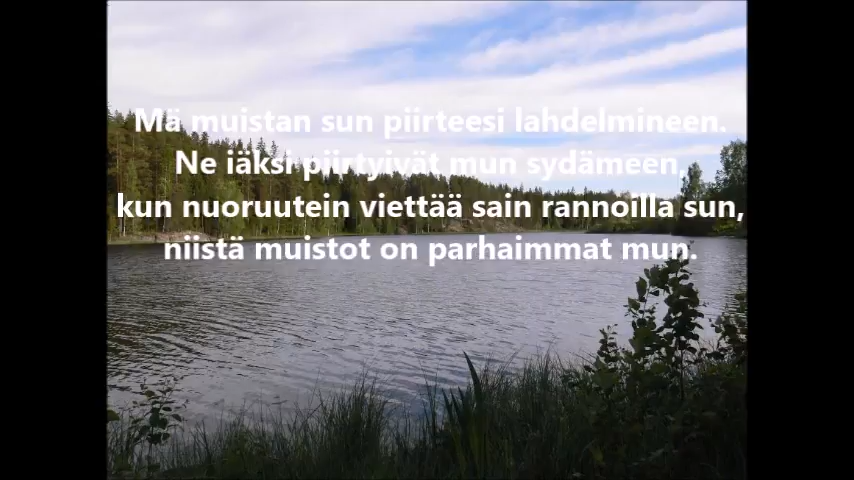 Mä muistan sun piirteesi lahdelmineen.
Ne iäksi piirtyivät mun sydämeen,
kun nuoruutein viettää sain rannoilla sun,
niistä muistot on parhaimmat mun.